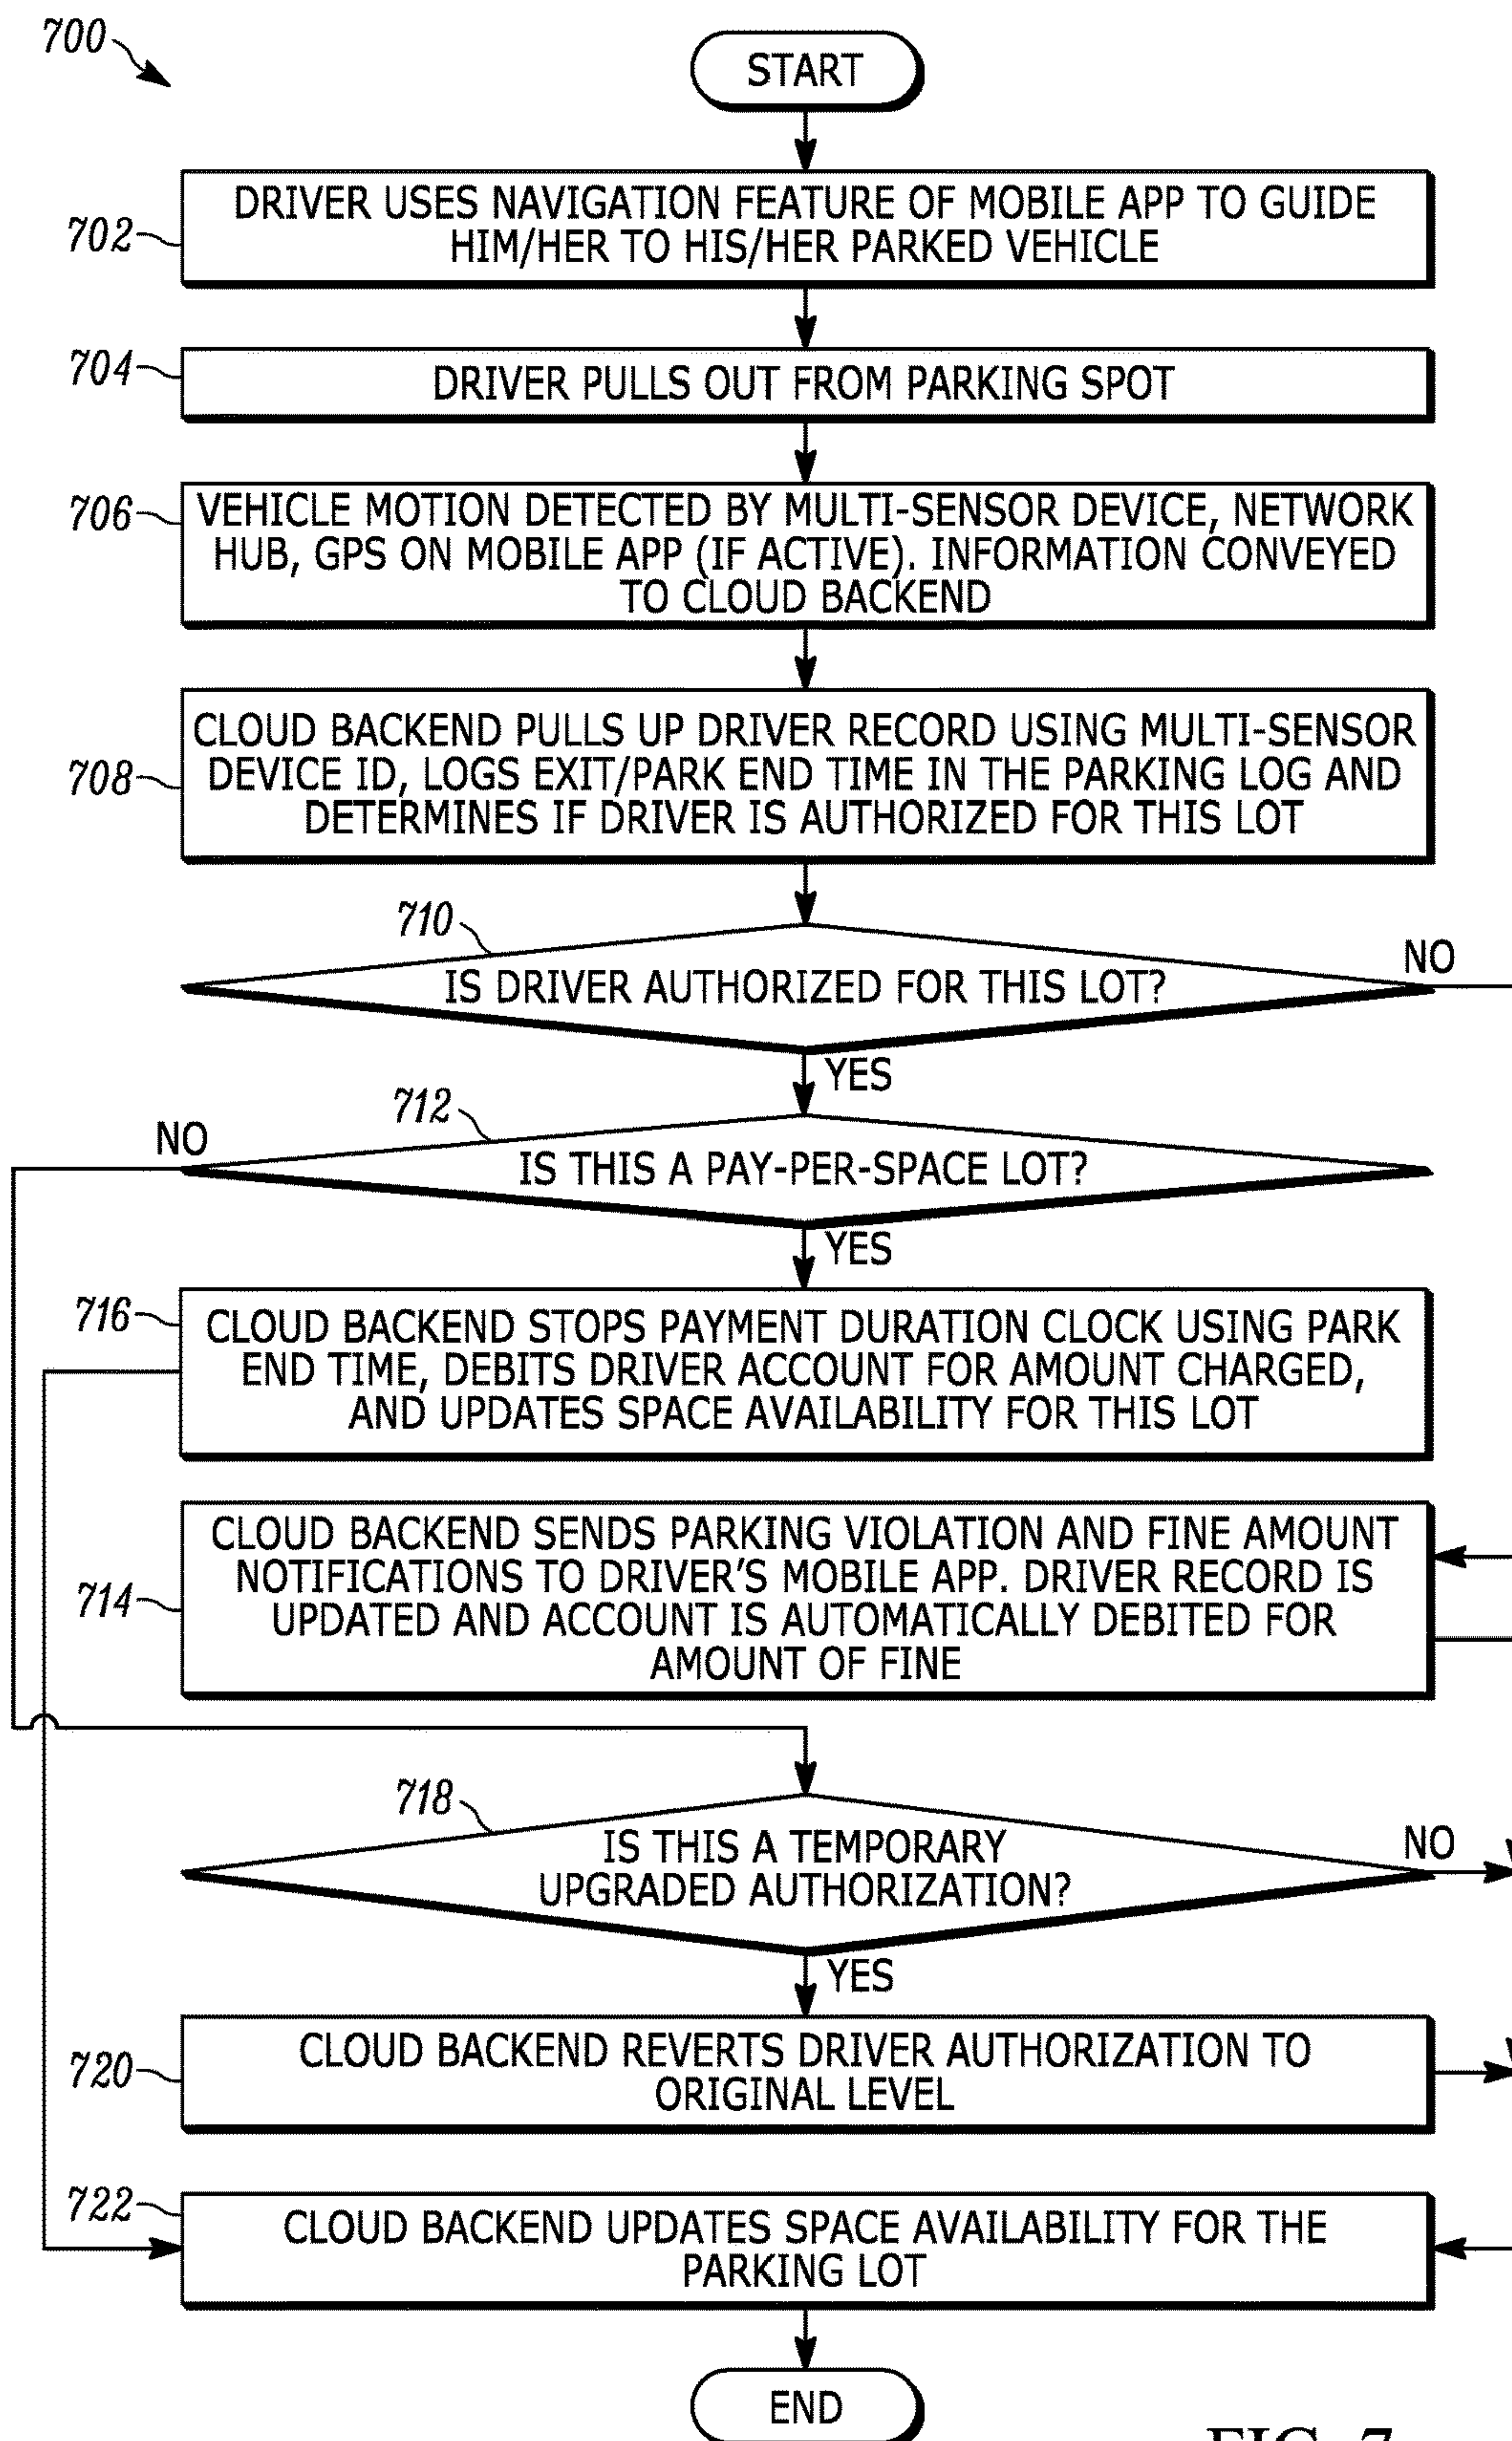 700
START
702
DRIVER USES NAVIGATION FEATURE OF MOBILE APP TO GUIDE
HIM/HER TO HIS/HER PARKED VEHICLE
704
DRIVER PULLS OUT FROM PARKING SPOT
706
VEHICLE MOTION DETECTED BY MULTI-SENSOR DEVICE, NETWORK
HUB, GPS ON MOBILE APP (IF ACTIVE). INFORMATION CONVEYED
TO CLOUD BACKEND
708
CLOUD BACKEND PULLS UP DRIVER RECORD USING MULTI-SENSOR
DEVICE ID, LOGS EXIT/PARK END TIME IN THE PARKING LOG AND
DETERMINES IF DRIVER IS AUTHORIZED FOR THIS LOT
710
IS DRIVER AUTHORIZED FOR THIS LOT?
NO
YES
712
NO
IS THIS A PAY-PER-SPACE LOT?
YES
716
CLOUD BACKEND STOPS PAYMENT DURATION CLOCK USING PARK
END TIME, DEBITS DRIVER ACCOUNT FOR AMOUNT CHARGED,
AND UPDATES SPACE AVAILABILITY FOR THIS LOT
714
CLOUD BACKEND SENDS PARKING VIOLATION AND FINE AMOUNT
NOTIFICATIONS TO DRIVER'S MOBILE APP. DRIVER RECORD IS
UPDATED AND ACCOUNT IS AUTOMATICALLY DEBITED FOR
AMOUNT OF FINE
718
IS THIS A TEMPORARY
UPGRADED AUTHORIZATION?
NO
YES
720
CLOUD BACKEND REVERTS DRIVER AUTHORIZATION TO
ORIGINAL LEVEL
722
CLOUD BACKEND UPDATES SPACE AVAILABILITY FOR THE
PARKING LOT
END
FIG. 7